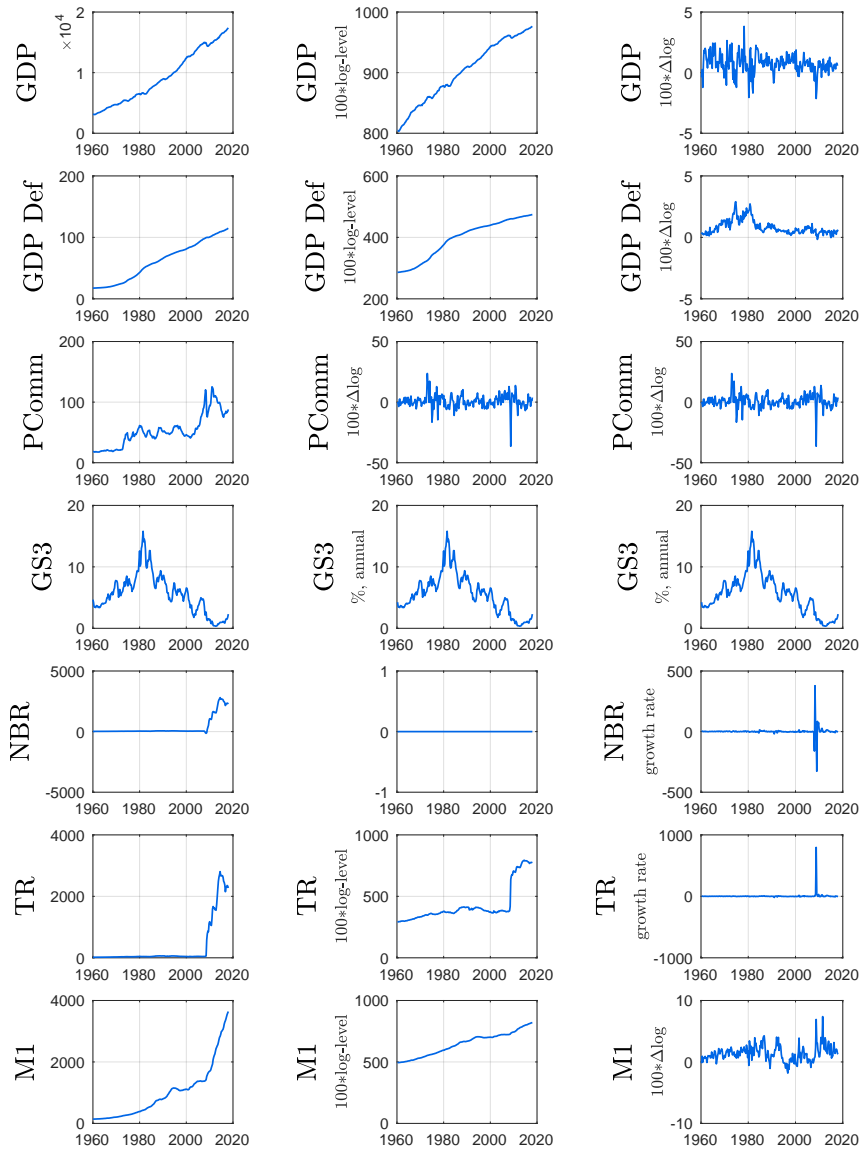 GDP
×10⁴
2
1
0
1960 1980 2000 2020
GDP
100*log-level
1000
900
800
1960 1980 2000 2020
GDP
100*Δlog
5
0
-5
1960 1980 2000 2020
GDP Def
200
100
0
1960 1980 2000 2020
GDP Def
100*log-level
600
400
200
1960 1980 2000 2020
GDP Def
100*Δlog
5
0
-5
1960 1980 2000 2020
PComm
200
100
0
1960 1980 2000 2020
PComm
100*Δlog
50
0
-50
1960 1980 2000 2020
PComm
100*Δlog
50
0
-50
1960 1980 2000 2020
GS3
20
10
0
1960 1980 2000 2020
GS3
%, annual
20
10
0
1960 1980 2000 2020
GS3
%, annual
20
10
0
1960 1980 2000 2020
NBR
5000
0
-5000
1960 1980 2000 2020
NBR
1
0
-1
1960 1980 2000 2020
NBR
growth rate
500
0
-500
1960 1980 2000 2020
TR
4000
2000
0
1960 1980 2000 2020
TR
100*log-level
1000
500
0
1960 1980 2000 2020
TR
growth rate
1000
0
-1000
1960 1980 2000 2020
M1
4000
2000
0
1960 1980 2000 2020
M1
100*log-level
1000
500
0
1960 1980 2000 2020
M1
100*Δlog
10
0
-10
1960 1980 2000 2020